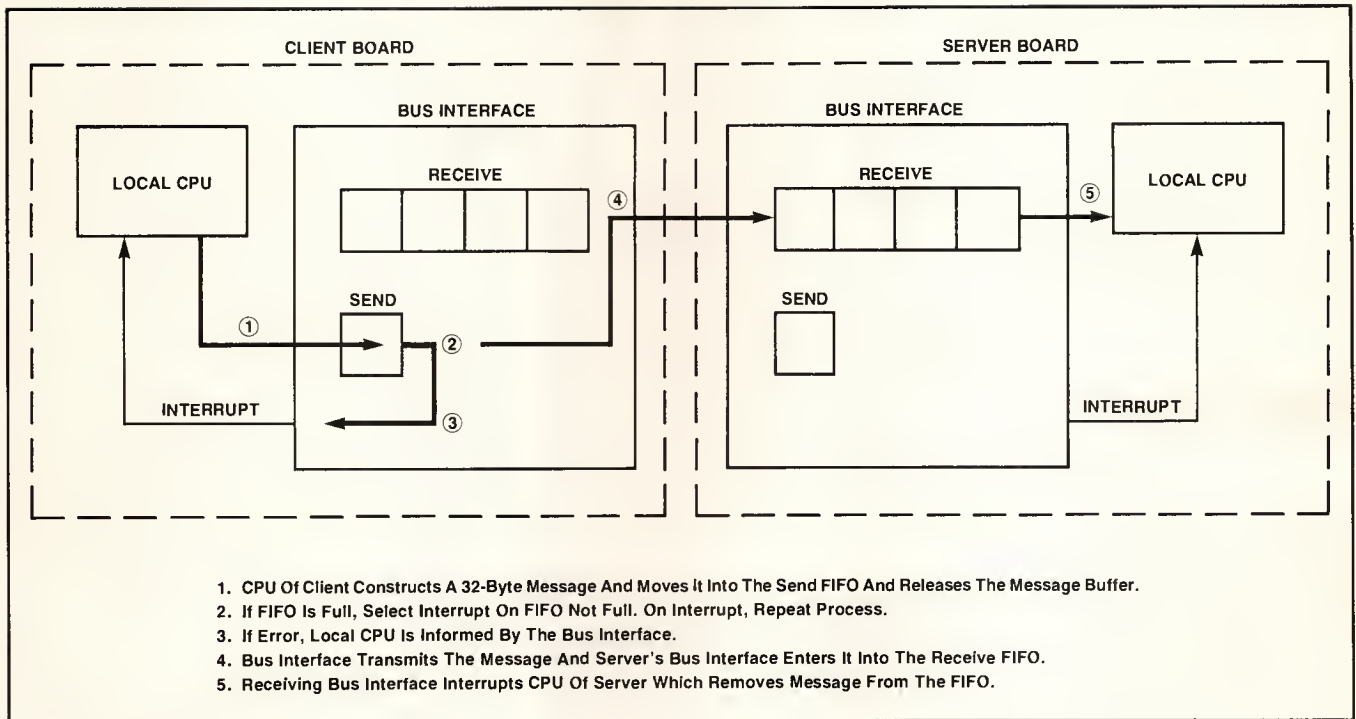 CLIENT BOARD
SERVER BOARD
BUS INTERFACE
BUS INTERFACE
LOCAL CPU
RECEIVE
④
RECEIVE
⑤
LOCAL CPU
SEND
SEND
①
②
INTERRUPT
③
INTERRUPT
1. CPU Of Client Constructs A 32-Byte Message And Moves It Into The Send FIFO And Releases The Message Buffer.
2. If FIFO Is Full, Select Interrupt On FIFO Not Full. On Interrupt, Repeat Process.
3. If Error, Local CPU Is Informed By The Bus Interface.
4. Bus Interface Transmits The Message And Server's Bus Interface Enters It Into The Receive FIFO.
5. Receiving Bus Interface Interrupts CPU Of Server Which Removes Message From The FIFO.